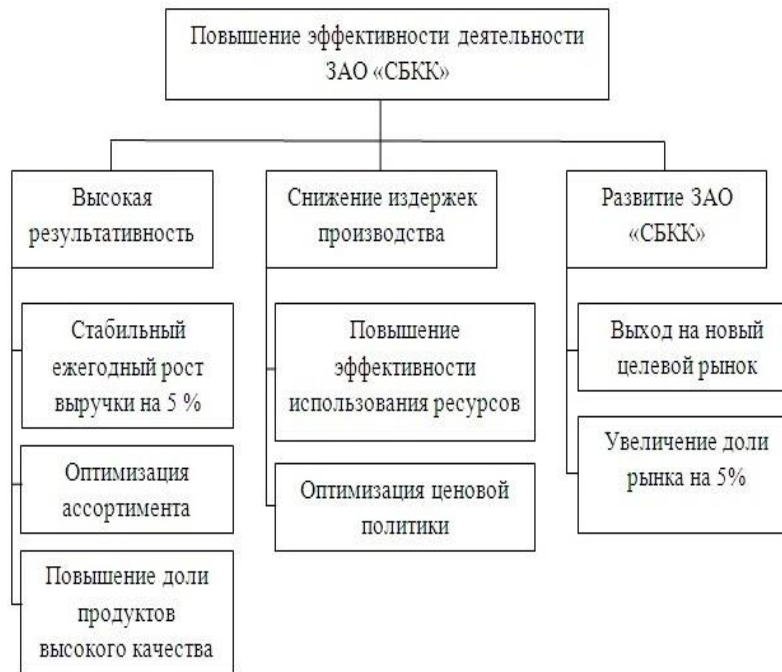 Повышение эффективности деятельности
ЗАО «СБКК»
Высокая
результативность
Снижение издержек
производства
Развитие ЗАО
«СБКК»
Стабильный
ежегодный рост
выручки на 5 %
Оптимизация
ассортимента
Повышение доли
продуктов
высокого качества
Повышение
эффективности
использования ресурсов
Оптимизация ценовой
политики
Выход на новый
целевой рынок
Увеличение доли
рынка на 5%